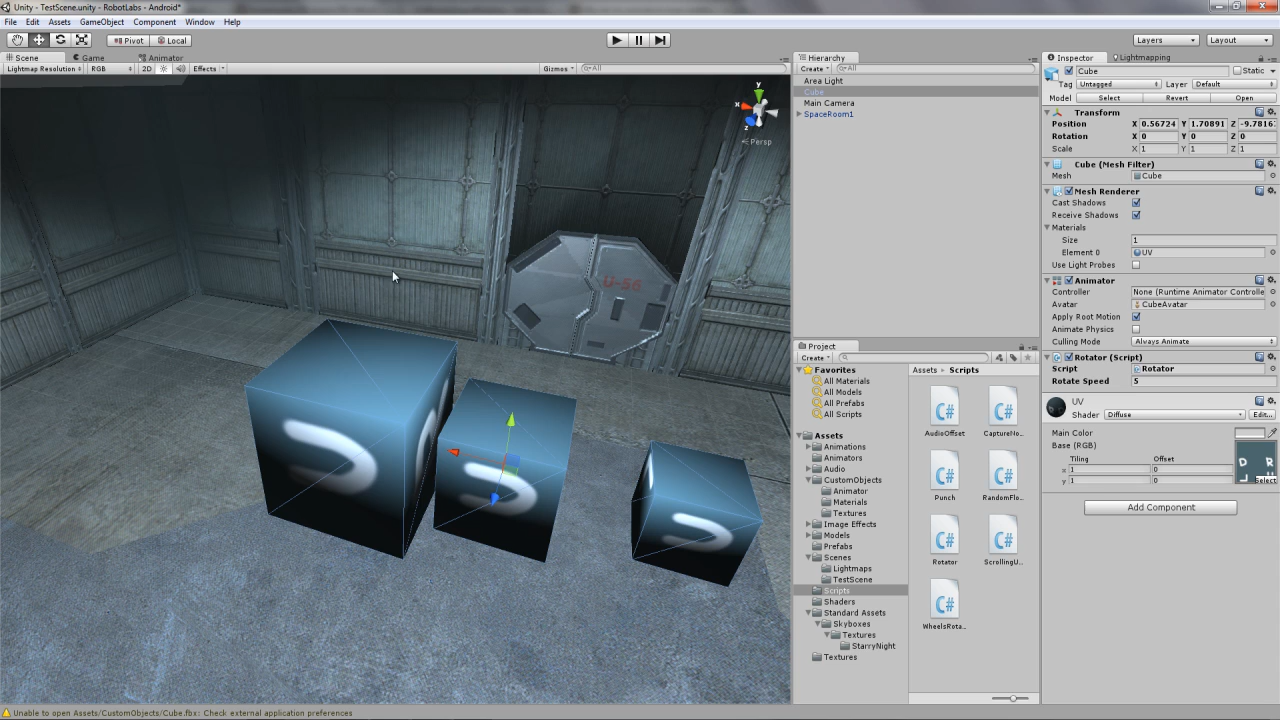 Unity - TestScene.unity - RobotLabs - Android*
File Edit Assets GameObject Component Window Help
Pivot Local Layers Layout
Scene Game Animator
Lightmap Resolution RGB 2D Effects Gizmos All
y
x
z
Persp
U-56
Hierarchy
Create All
Area Light
Cube
Main Camera
SpaceRoom1
Project
Create
Favorites
All Materials
All Models
All Prefabs
All Scripts
Assets
Animations
Animators
Audio
CustomObjects
Animator
Materials
Textures
Image Effects
Models
Prefabs
Scenes
Lightmaps
TestScene
Scripts
Shaders
Standard Assets
Skyboxes
Textures
StarryNight
Textures
Assets Scripts
C# C#
AudioOffset CaptureNo...
C# C#
Punch RandomFlo...
C# C#
Rotator ScrollingU...
C#
WheelsRota...
Inspector Lightmapping
Cube Static
Tag Untagged Layer Default
Model Select Revert Open
Transform
Position X 0.56724 Y 1.70891 Z -9.7816
Rotation X 0 Y 0 Z 0
Scale X 1 Y 1 Z 1
Cube (Mesh Filter)
Mesh Cube
Mesh Renderer
Cast Shadows
Receive Shadows
Materials
Size 1
Element 0 UV
Use Light Probes
Animator
Controller None (Runtime Animator Controlle
Avatar CubeAvatar
Apply Root Motion
Animate Physics
Culling Mode Always Animate
Rotator (Script)
Script Rotator
Rotate Speed 5
UV
Shader Diffuse Edit...
Main Color
Base (RGB)
Tiling Offset
x 1 0
y 1 0
D R
Select
Add Component
Unable to open Assets/CustomObjects/Cube.fbx: Check external application preferences